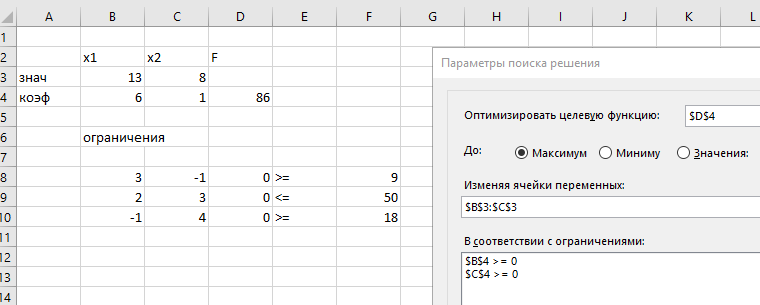 A B C D E F G H I J K L
1
2 x1 x2 F
3 знач 13 8
4 коэф 6 1 86
5
6 ограничения
7
8 3 -1 0 >= 9
9 2 3 0 <= 50
10 -1 4 0 >= 18
11
12
13
14
Параметры поиска решения
Оптимизировать целевую функцию: $D$4
До: Максимум Миниму Значения:
Изменяя ячейки переменных:
$B$3:$C$3
В соответствии с ограничениями:
$B$4 >= 0
$C$4 >= 0